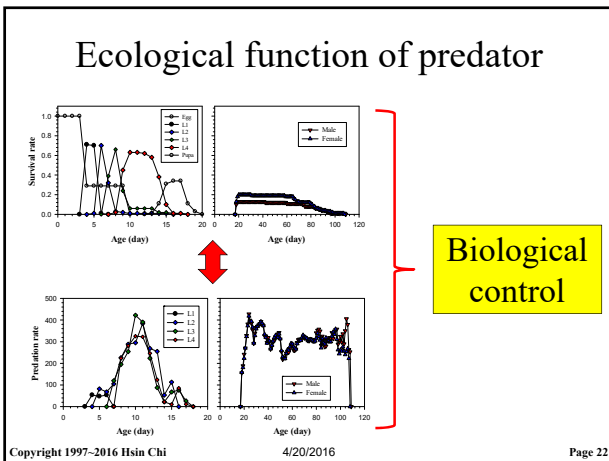 Ecological function of predator
Survival rate
1.0
0.8
0.6
0.4
0.2
0.0
Egg
L1
L2
L3
L4
Pupa
0 5 10 15 20
Age (day)
Male
Female
0 20 40 60 80 100 120
Age (day)
Biological
control
Predation rate
500
400
300
200
100
0
L1
L2
L3
L4
0 5 10 15 20
Age (day)
Male
Female
0 20 40 60 80 100 120
Age (day)
Copyright 1997~2016 Hsin Chi 4/20/2016 Page 22